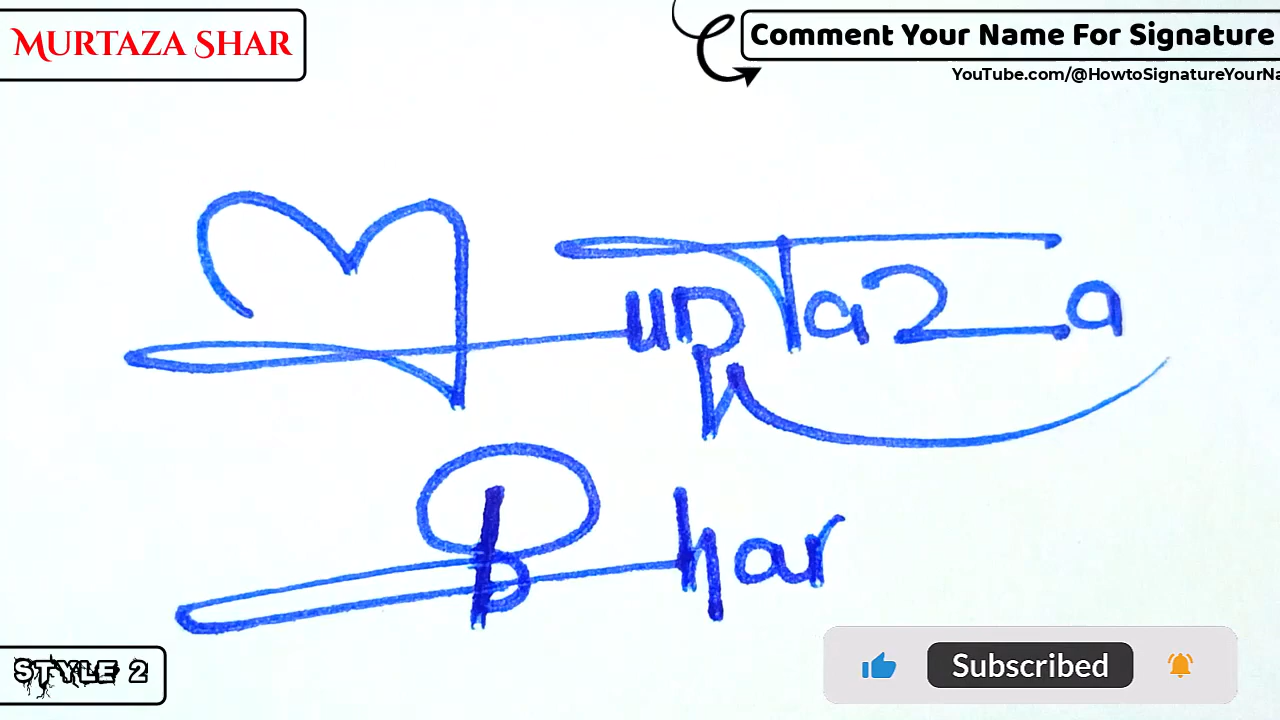 MURTAZA SHAR
Comment Your Name For Signature
YouTube.com/@HowtoSignatureYourNa
Murtaza
Shar
STYLE 2
Subscribed